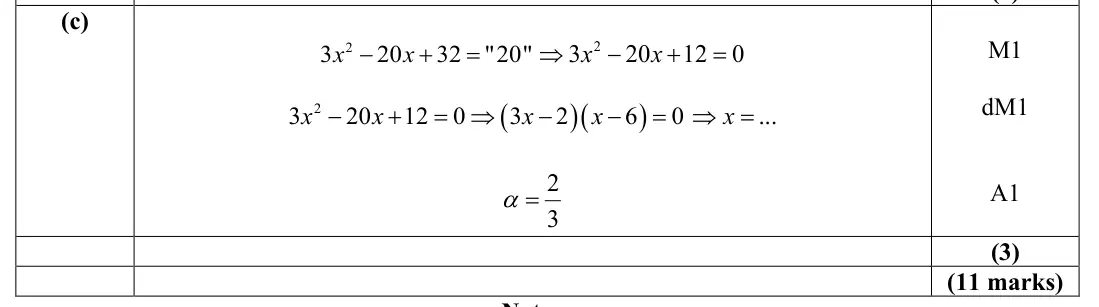 (c)
3x² − 20x + 32 = "20" ⇒ 3x² − 20x + 12 = 0 M1
3x² − 20x + 12 = 0 ⇒ (3x − 2)(x − 6) = 0 ⇒ x = ... dM1
α = 2/3 A1
(3)
(11 marks)